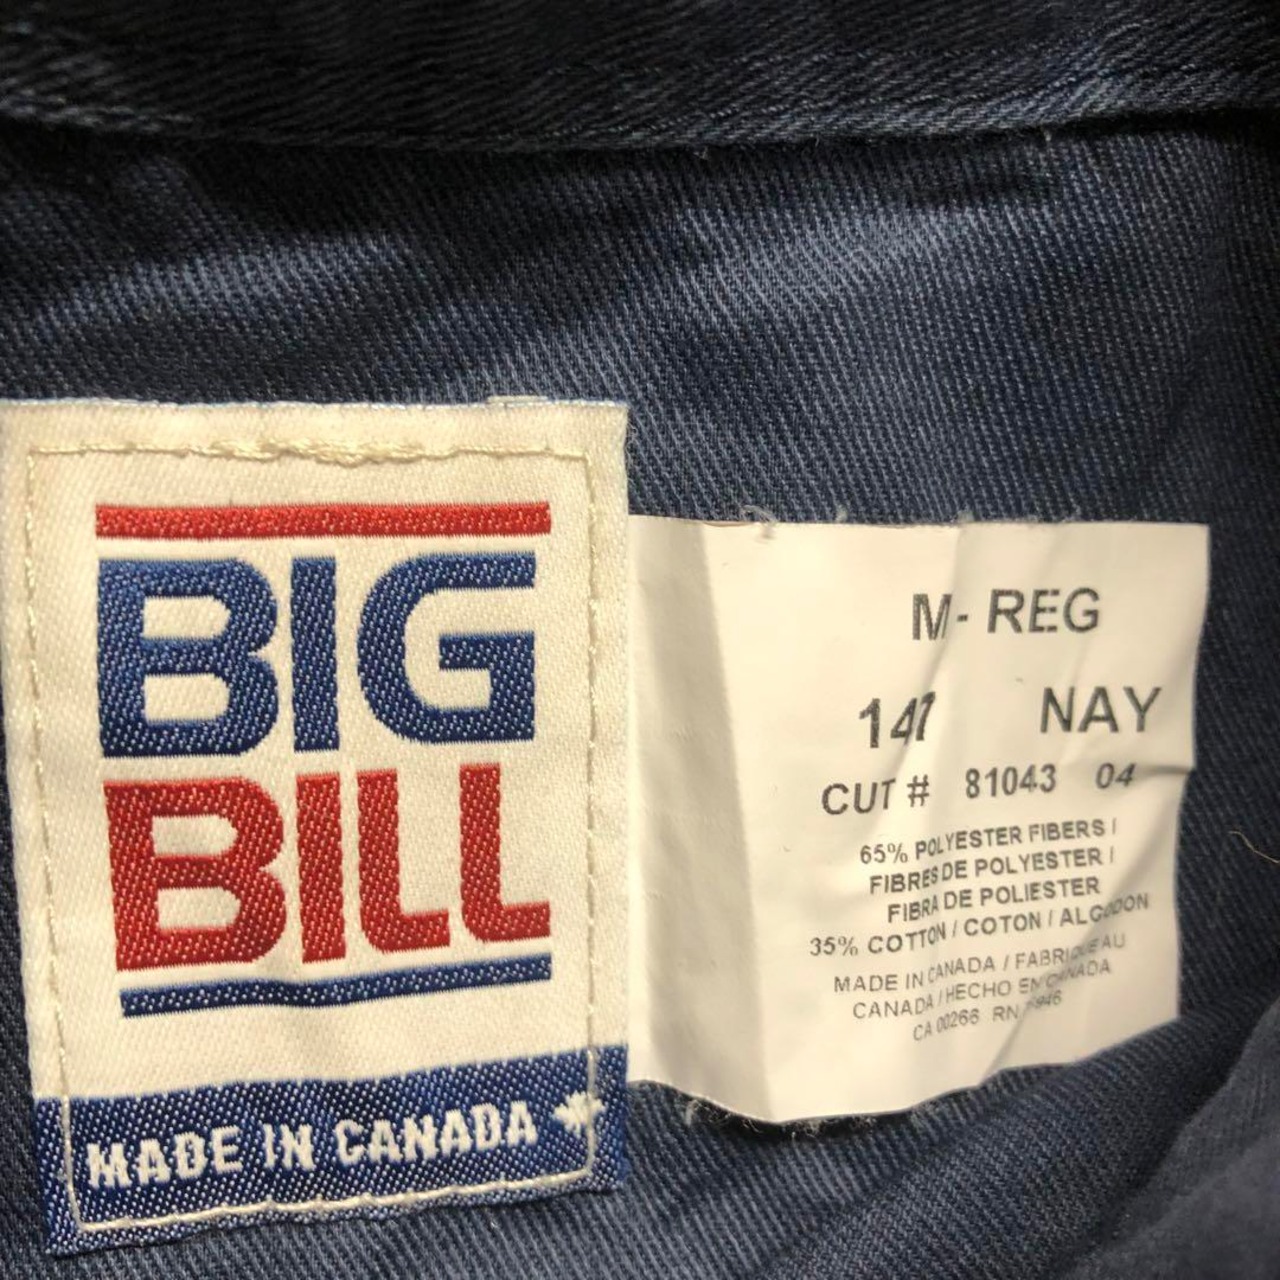 BIG
BILL
MADE IN CANADA
M- REG
147 NAY
CUT # 81043 04
65% POLYESTER FIBERS /
FIBRES DE POLYESTER /
FIBRA DE POLIESTER
35% COTTON / COTON / ALGODON
MADE IN CANADA / FABRIQUE AU
CANADA / HECHO EN CANADA
CA 00266 RN